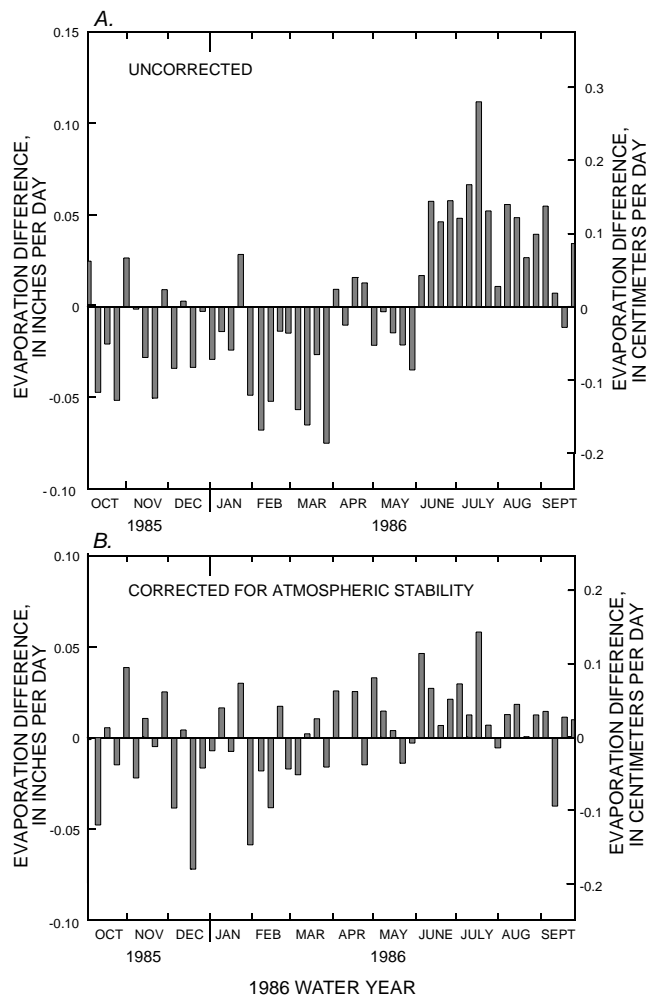 A.
0.15
0.10
0.05
0
-0.05
-0.10
UNCORRECTED
EVAPORATION DIFFERENCE,
IN INCHES PER DAY
0.3
0.2
0.1
0
-0.1
-0.2
EVAPORATION DIFFERENCE,
IN CENTIMETERS PER DAY
OCT NOV DEC JAN FEB MAR APR MAY JUNE JULY AUG SEPT
1985 1986
B.
0.10
0.05
0
-0.05
-0.10
CORRECTED FOR ATMOSPHERIC STABILITY
EVAPORATION DIFFERENCE,
IN INCHES PER DAY
0.2
0.1
0
-0.1
-0.2
EVAPORATION DIFFERENCE,
IN CENTIMETERS PER DAY
OCT NOV DEC JAN FEB MAR APR MAY JUNE JULY AUG SEPT
1985 1986
1986 WATER YEAR